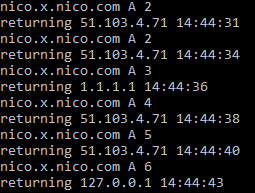 nico.x.nico.com A 2
returning 51.103.4.71 14:44:31
nico.x.nico.com A 2
returning 51.103.4.71 14:44:34
nico.x.nico.com A 3
returning 1.1.1.1 14:44:36
nico.x.nico.com A 4
returning 51.103.4.71 14:44:38
nico.x.nico.com A 5
returning 51.103.4.71 14:44:40
nico.x.nico.com A 6
returning 127.0.0.1 14:44:43